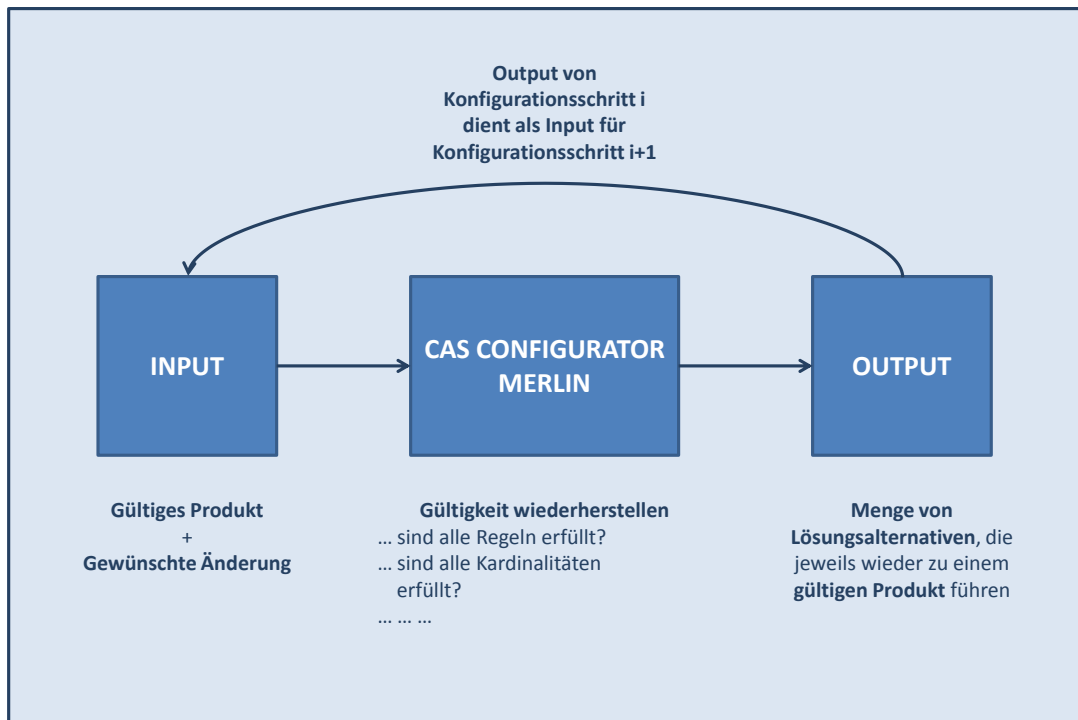 Output von
Konfigurationsschritt i
dient als Input für
Konfigurationsschritt i+1
INPUT
CAS CONFIGURATOR
MERLIN
OUTPUT
Gültiges Produkt
+
Gewünschte Änderung
Gültigkeit wiederherstellen
... sind alle Regeln erfüllt?
... sind alle Kardinalitäten
erfüllt?
... ... ...
Menge von
Lösungsalternativen, die
jeweils wieder zu einem
gültigen Produkt führen